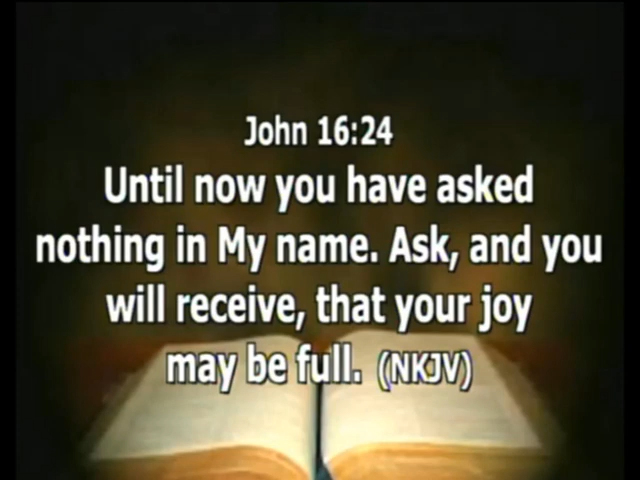 John 16:24
Until now you have asked
nothing in My name. Ask, and you
will receive, that your joy
may be full. (NKJV)